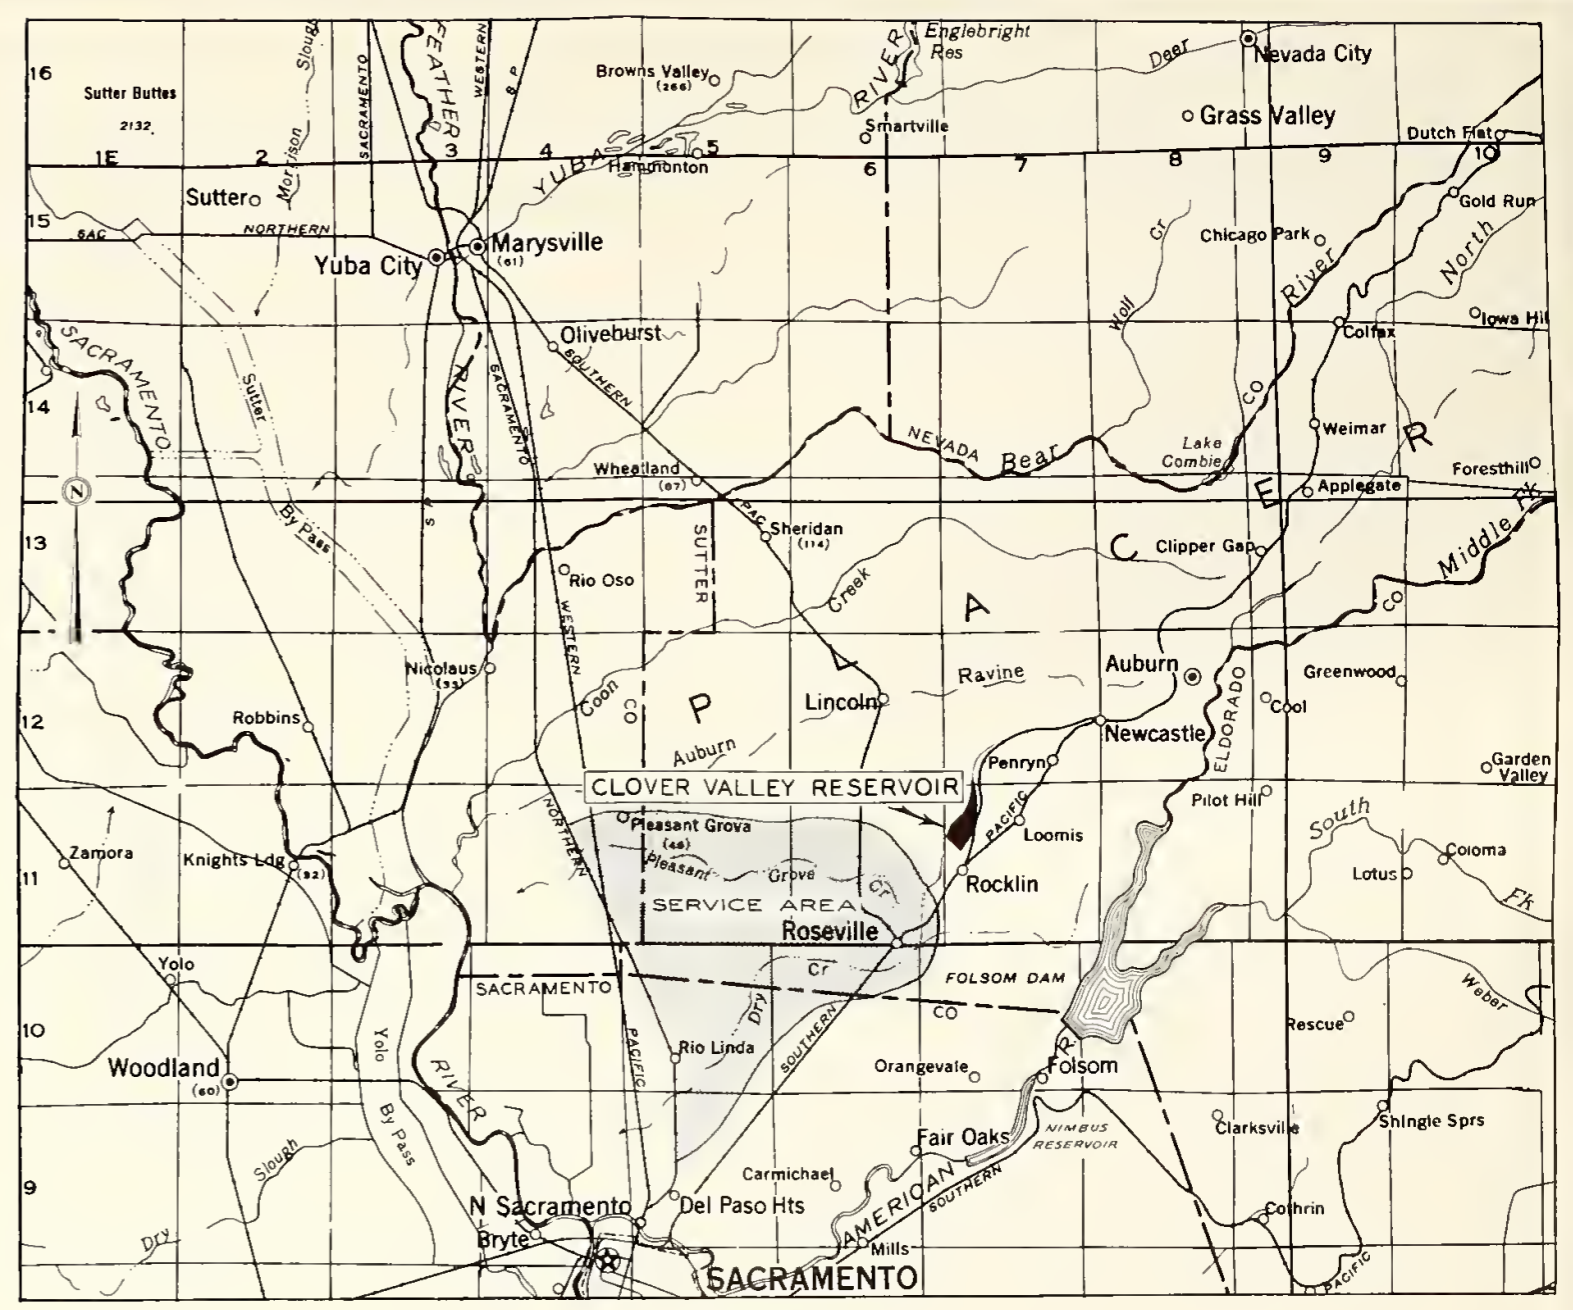 Englebright
Res
Deer
Nevada City
16
Slough
FEATHER
WESTERN
S P
SACRAMENTO
Browns Valley
(266)
RIVER
Sutter Buttes
2132
Grass Valley
Smartville
Dutch Flat
1E
2
3
4
5
6
7
8
9
10
Morrison
YUBA
Hammonton
Sutter
Gold Run
15
SAC
NORTHERN
Marysville
(61)
Yuba City
Chicago Park
North
Cr
River
Woll
Iowa Hil
Colfax
SACRAMENTO
Olivehurst
SOUTHERN
Sutter
RIVER
SACRAMENTO
14
CO
Weimar
R
NEVADA
Bear
Lake
Combie
Wheatland
(87)
Foresthill
N
E
Applegate
S P
By Pass
PAC
Sheridan
(114)
SUTTER
13
C
Clipper Gap
Middle Fk
Rio Oso
Creek
A
CO
WESTERN
Nicolaus
(35)
Auburn
Greenwood
Ravine
L
Lincoln
Coon
CO
P
Cool
12
Robbins
Newcastle
ELDORADO
Auburn
Penryn
Garden
Valley
CLOVER VALLEY RESERVOIR
Pilot Hill
NORTHERN
PACIFIC
Loomis
South
Pleasant Grova
(46)
Zamora
Knights Ldg
(32)
Pleasant Grove Cr
Coloma
11
Rocklin
Lotus
Fk
SERVICE AREA
Roseville
Yolo
Cr
FOLSOM DAM
SACRAMENTO
CO
Weber
Dry
10
Yolo
PACIFIC
SOUTHERN
Rescue
Rio Linda
Woodland
(60)
RIVER
Orangevale
R
Folsom
By Pass
NIMBUS
RESERVOIR
Clarksville
Shingle Sprs
Slough
Fair Oaks
Carmichael
9
AMERICAN
SOUTHERN
N Sacramento
Del Paso Hts
Cothrin
Dry
Bryte
Mills
SACRAMENTO
PACIFIC